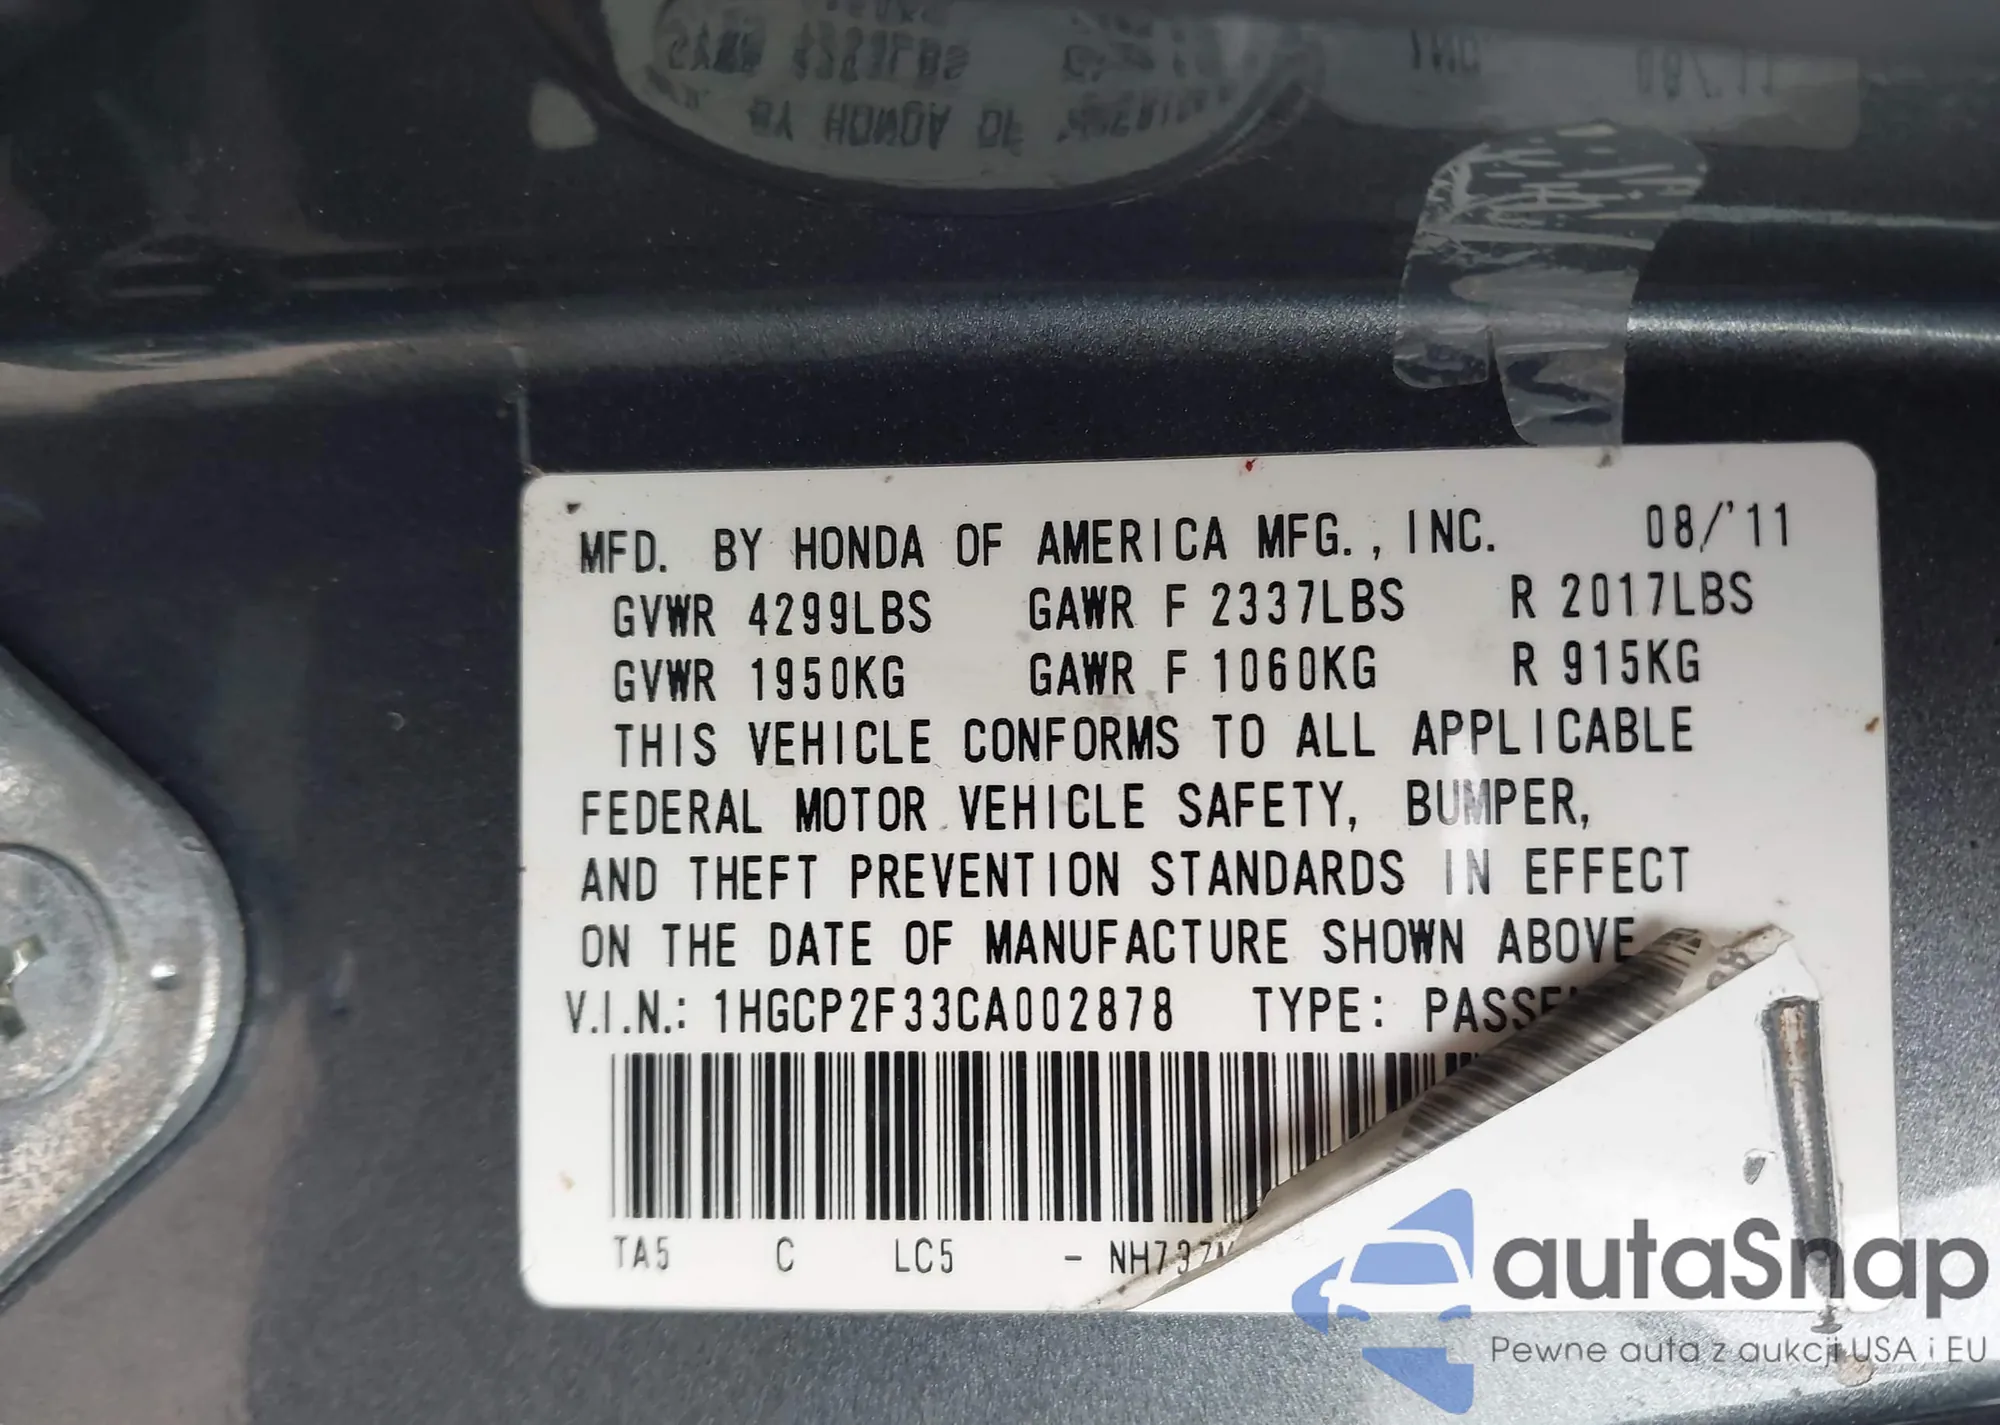 MFD. BY HONDA OF AMERICA MFG., INC. 08/'11
GVWR 4299LBS GAWR F 2337LBS R 2017LBS
GVWR 1950KG GAWR F 1060KG R 915KG
THIS VEHICLE CONFORMS TO ALL APPLICABLE
FEDERAL MOTOR VEHICLE SAFETY, BUMPER,
AND THEFT PREVENTION STANDARDS IN EFFECT
ON THE DATE OF MANUFACTURE SHOWN ABOVE
V.I.N.: 1HGCP2F33CA002878 TYPE:
TA5 C LC5 -
autaSnap
Pewne auta z aukcji USA i EU